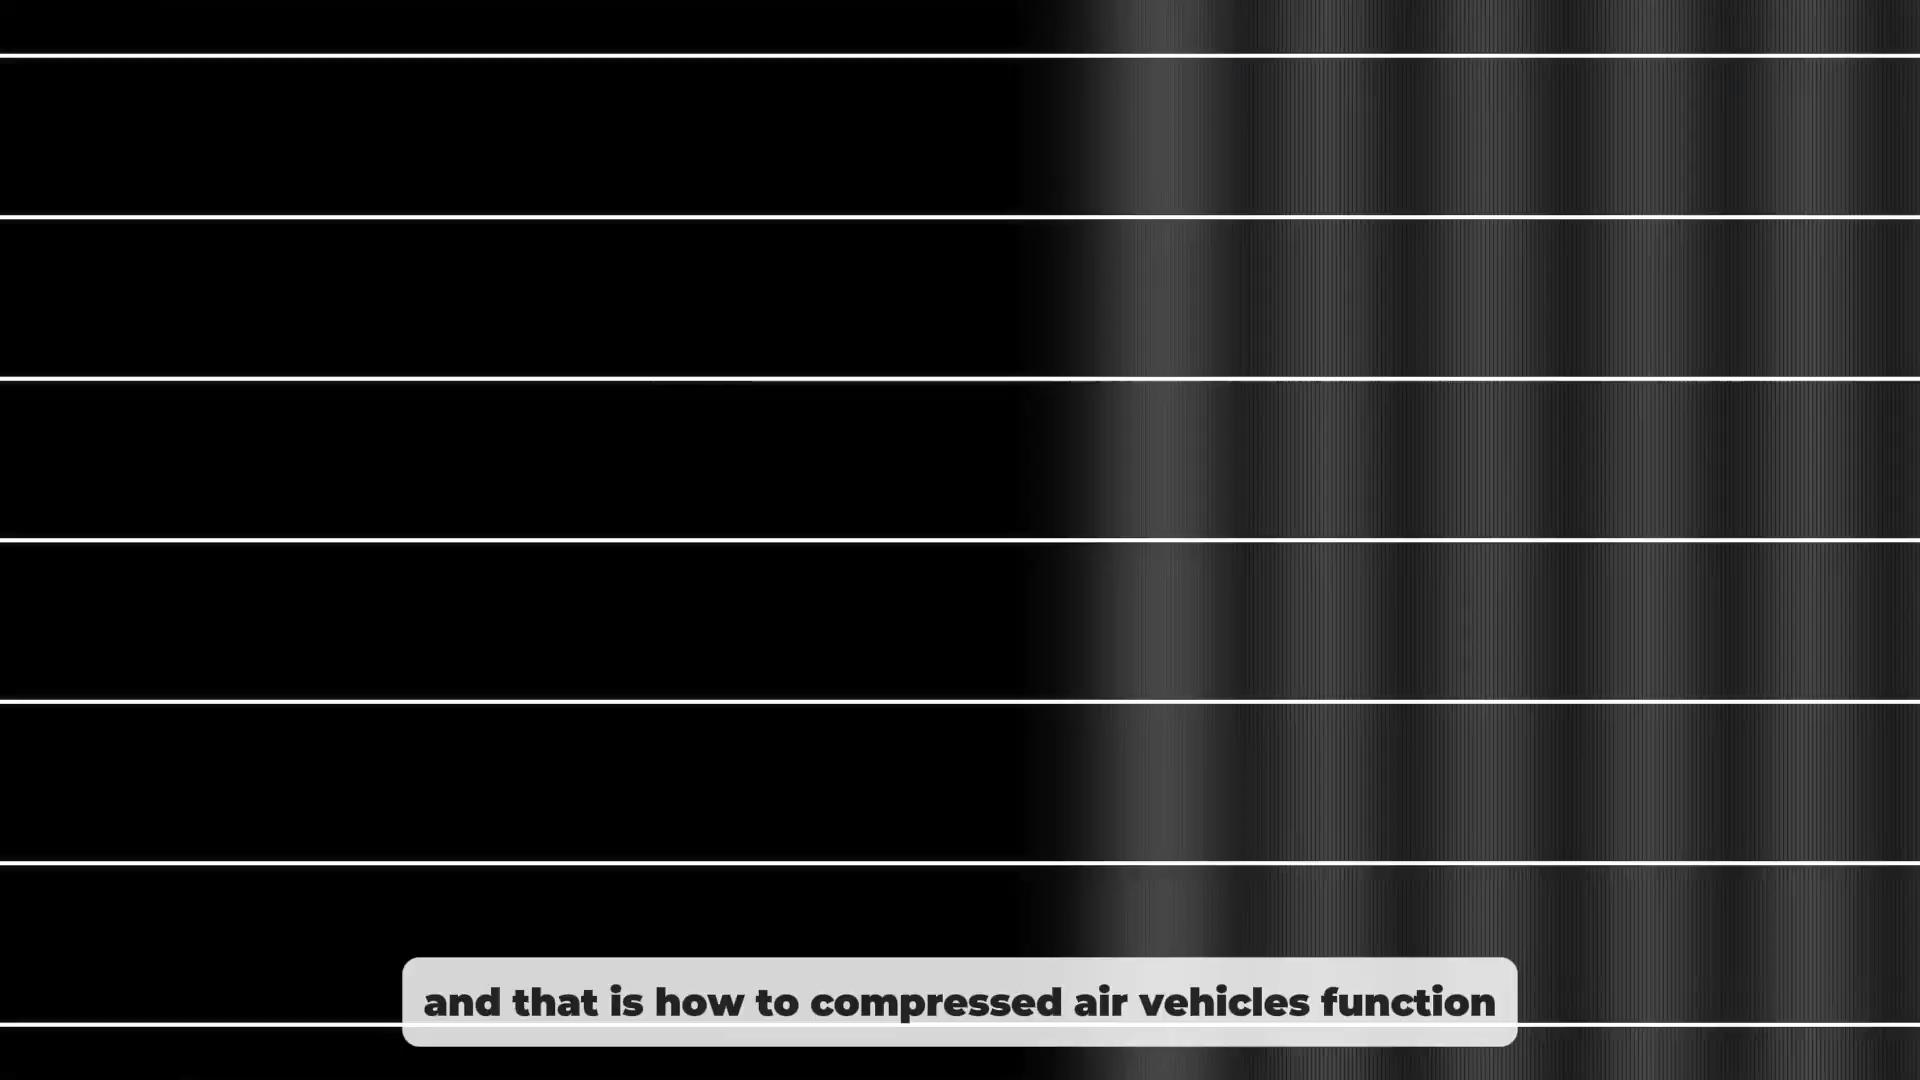 and that is how to compressed air vehicles function